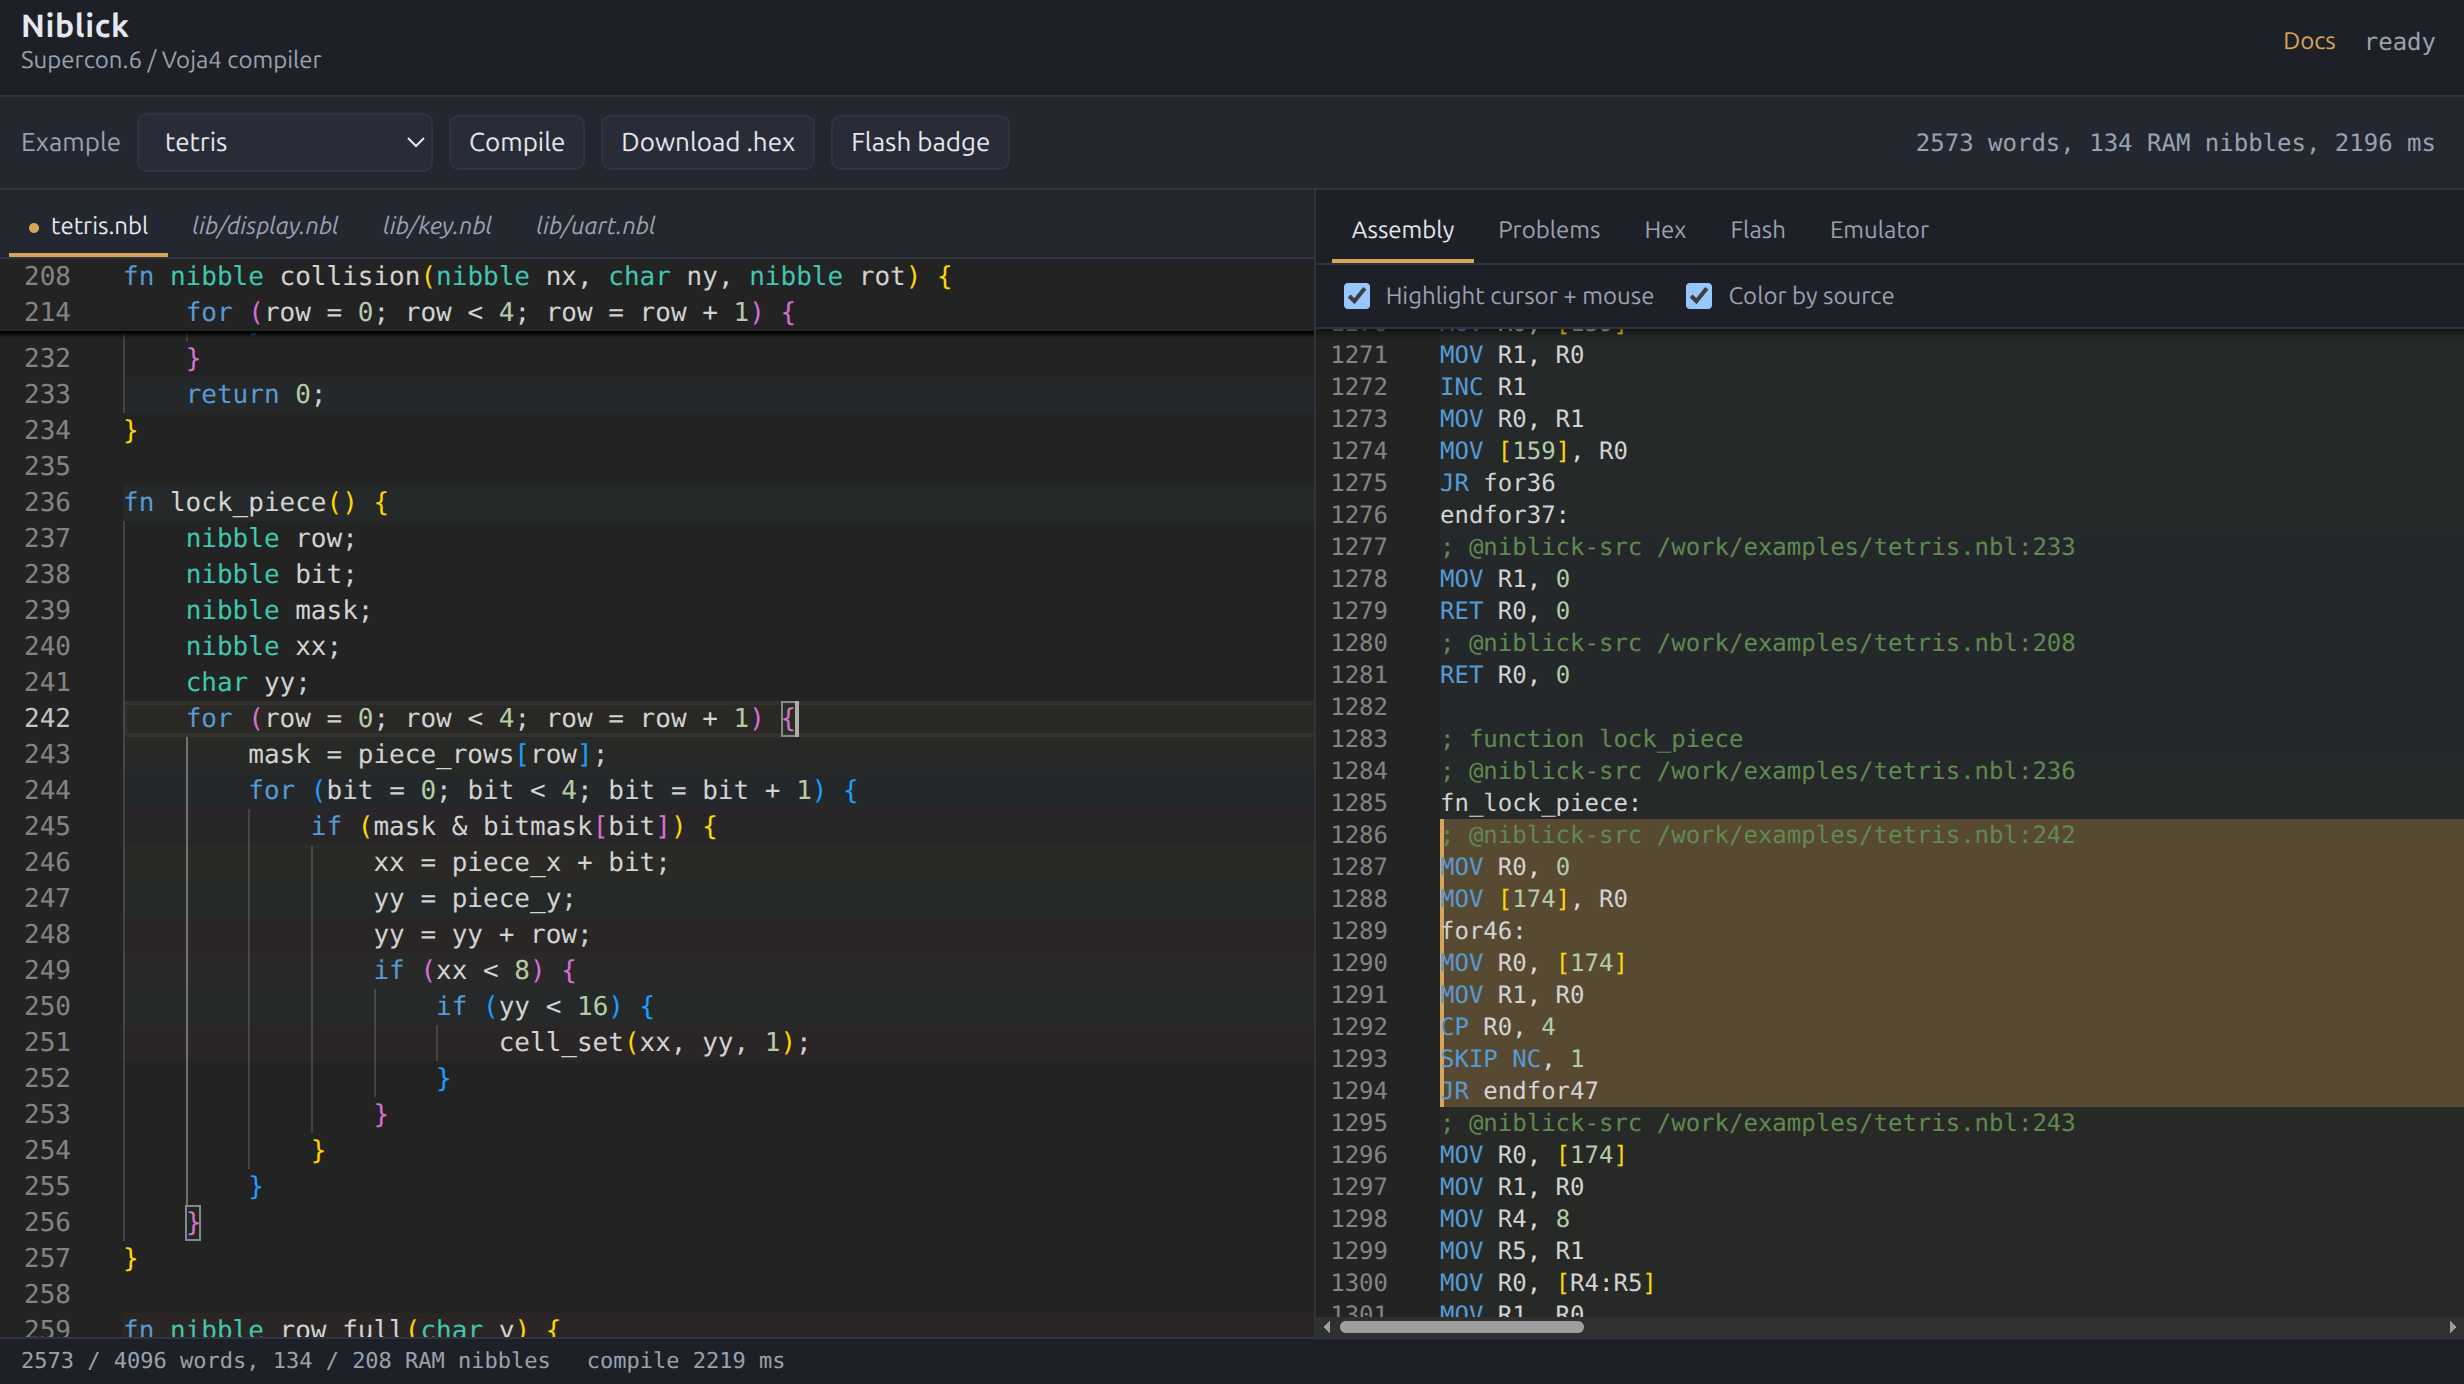 Niblick
Supercon.6 / Voja4 compiler
Docs ready
Example tetris Compile Download .hex Flash badge 2573 words, 134 RAM nibbles, 2196 ms
tetris.nbl lib/display.nbl lib/key.nbl lib/uart.nbl
208 fn nibble collision(nibble nx, char ny, nibble rot) {
214 for (row = 0; row < 4; row = row + 1) {
232 }
233 return 0;
234 }
235
236 fn lock_piece() {
237 nibble row;
238 nibble bit;
239 nibble mask;
240 nibble xx;
241 char yy;
242 for (row = 0; row < 4; row = row + 1) {
243 mask = piece_rows[row];
244 for (bit = 0; bit < 4; bit = bit + 1) {
245 if (mask & bitmask[bit]) {
246 xx = piece_x + bit;
247 yy = piece_y;
248 yy = yy + row;
249 if (xx < 8) {
250 if (yy < 16) {
251 cell_set(xx, yy, 1);
252 }
253 }
254 }
255 }
256 }
257 }
258
259 fn nibble row_full(char y) {
Assembly Problems Hex Flash Emulator
Highlight cursor + mouse Color by source
1270 MOV R0, [159]
1271 MOV R1, R0
1272 INC R1
1273 MOV R0, R1
1274 MOV [159], R0
1275 JR for36
1276 endfor37:
1277 ; @niblick-src /work/examples/tetris.nbl:233
1278 MOV R1, 0
1279 RET R0, 0
1280 ; @niblick-src /work/examples/tetris.nbl:208
1281 RET R0, 0
1282
1283 ; function lock_piece
1284 ; @niblick-src /work/examples/tetris.nbl:236
1285 fn_lock_piece:
1286 ; @niblick-src /work/examples/tetris.nbl:242
1287 MOV R0, 0
1288 MOV [174], R0
1289 for46:
1290 MOV R0, [174]
1291 MOV R1, R0
1292 CP R0, 4
1293 SKIP NC, 1
1294 JR endfor47
1295 ; @niblick-src /work/examples/tetris.nbl:243
1296 MOV R0, [174]
1297 MOV R1, R0
1298 MOV R4, 8
1299 MOV R5, R1
1300 MOV R0, [R4:R5]
1301 MOV R1, R0
2573 / 4096 words, 134 / 208 RAM nibbles compile 2219 ms